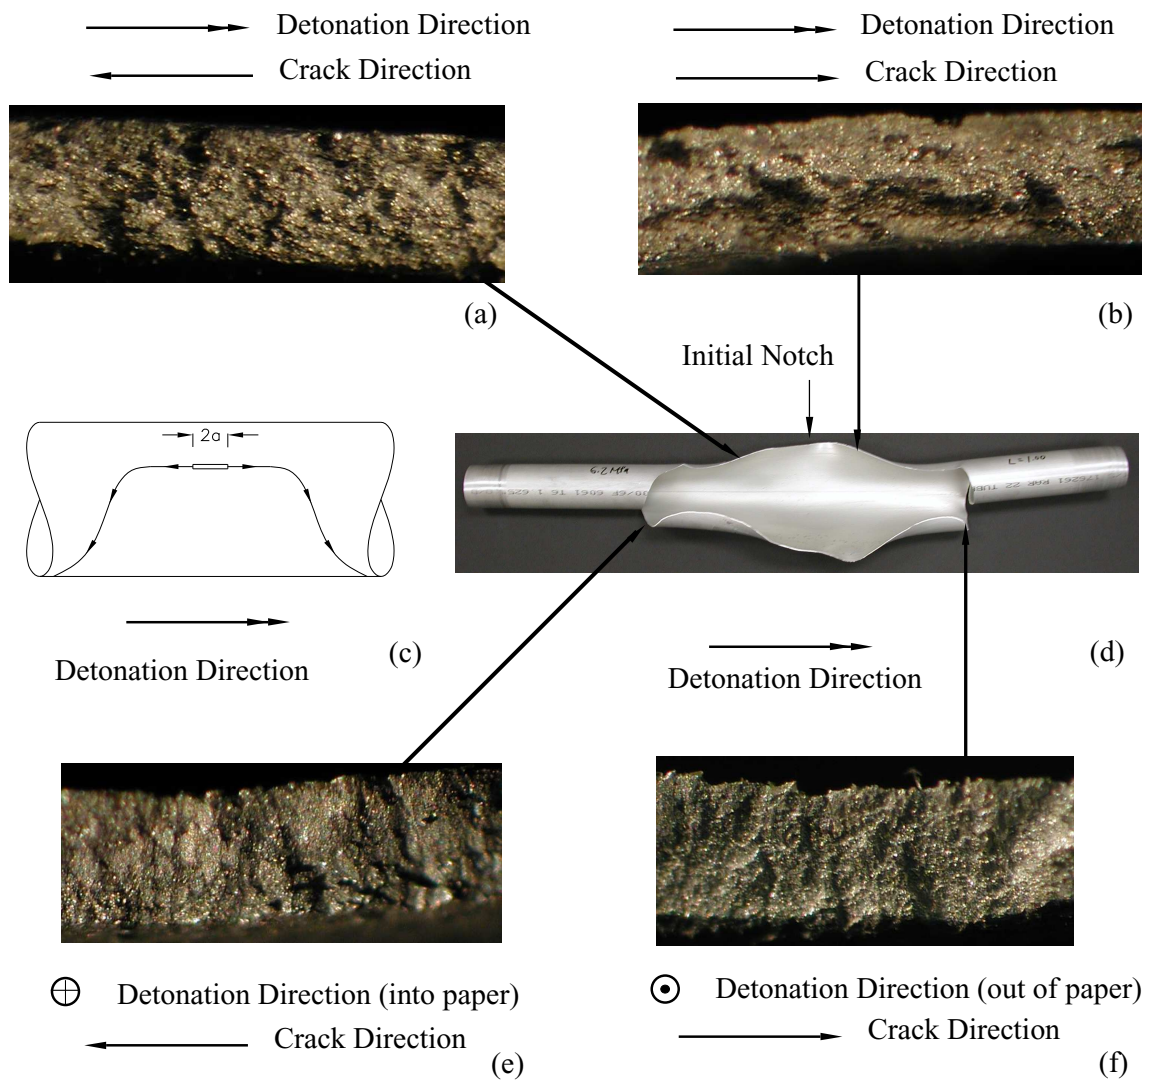 Detonation Direction
Crack Direction
Detonation Direction
Crack Direction
(a)
(b)
Initial Notch
2a
Detonation Direction
(c)
Detonation Direction
(d)
Detonation Direction (into paper)
Crack Direction
(e)
Detonation Direction (out of paper)
Crack Direction
(f)